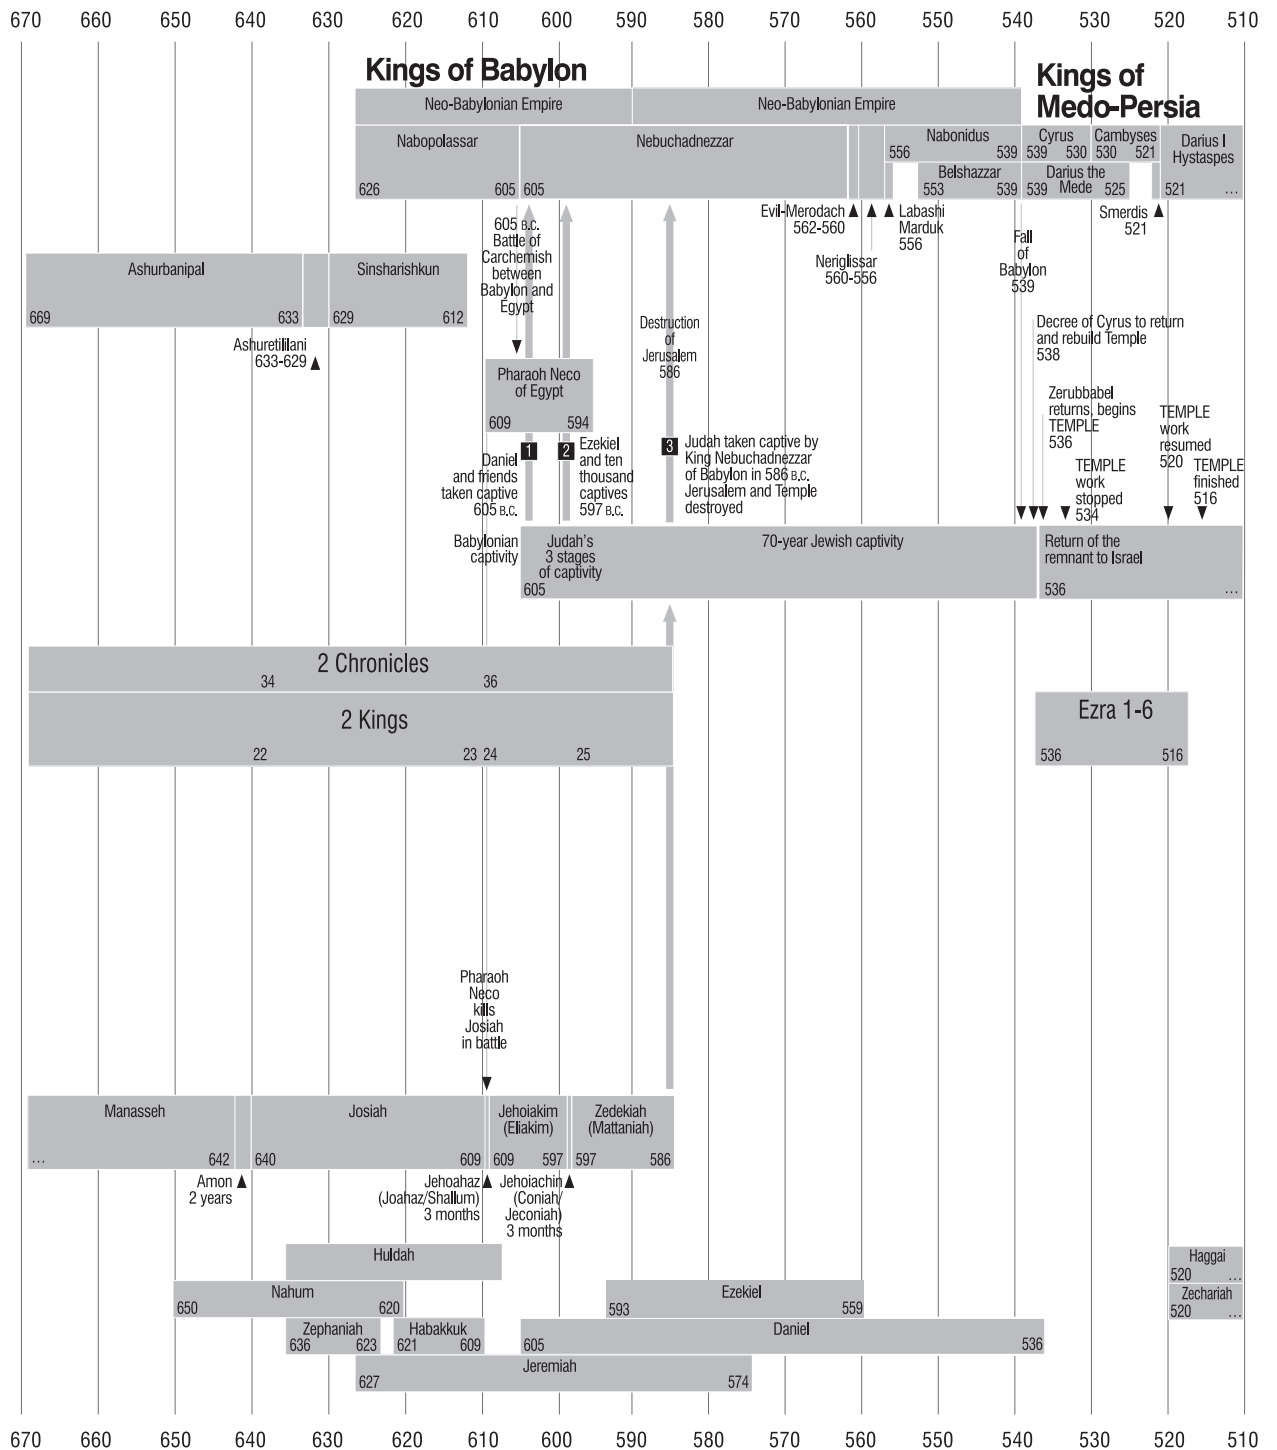 670 660 650 640 630 620 610 600 590 580 570 560 550 540 530 520 510
Kings of Babylon
Kings of
Medo-Persia
Neo-Babylonian Empire
Neo-Babylonian Empire
Nabopolassar
626 605
Nebuchadnezzar
605
Nabonidus
556 539
Cyrus
539 530
Cambyses
530 521
Darius I
Hystaspes
521 ...
Belshazzar
553 539
Darius the
Mede
539 525
Evil-Merodach
562-560
Neriglissar
560-556
Labashi
Marduk
556
Smerdis
521
605 B.C.
Battle of
Carchemish
between
Babylon and
Egypt
Fall
of
Babylon
539
Ashurbanipal
669 633
Sinsharishkun
629 612
Ashuretililani
633-629
Destruction
of
Jerusalem
586
Decree of Cyrus to return
and rebuild Temple
538
Pharaoh Neco
of Egypt
609 594
Zerubbabel
returns, begins
TEMPLE
536
TEMPLE
work
resumed
520
TEMPLE
work
stopped
534
TEMPLE
finished
516
1
2
3
Daniel
and friends
taken captive
605 B.C.
Ezekiel
and ten
thousand
captives
597 B.C.
Judah taken captive by
King Nebuchadnezzar
of Babylon in 586 B.C.
Jerusalem and Temple
destroyed
Babylonian
captivity
Judah's
3 stages
of captivity
605
70-year Jewish captivity
Return of the
remnant to Israel
536 ...
2 Chronicles
34 36
2 Kings
22 23 24 25
Ezra 1-6
536 516
Pharaoh
Neco
kills
Josiah
in battle
Manasseh
... 642
Josiah
640 609
Jehoiakim
(Eliakim)
609 597
Zedekiah
(Mattaniah)
597 586
Amon
2 years
Jehoahaz
(Joahaz/Shallum)
3 months
Jehoiachin
(Coniah/
Jeconiah)
3 months
Huldah
Haggai
520 ...
Nahum
650 620
Ezekiel
593 559
Zechariah
520 ...
Zephaniah
636 623
Habakkuk
621 609
Daniel
605 536
Jeremiah
627 574
670 660 650 640 630 620 610 600 590 580 570 560 550 540 530 520 510